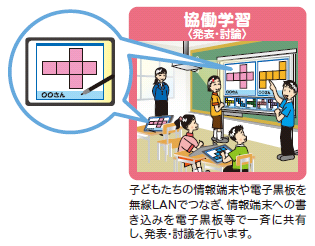 協働学習
〈発表・討論〉
〇〇さん
〇〇さん
子どもたちの情報端末や電子黒板を
無線LANでつなぎ、情報端末への書
き込みを電子黒板等で一斉に共有
し、発表・討議を行います。